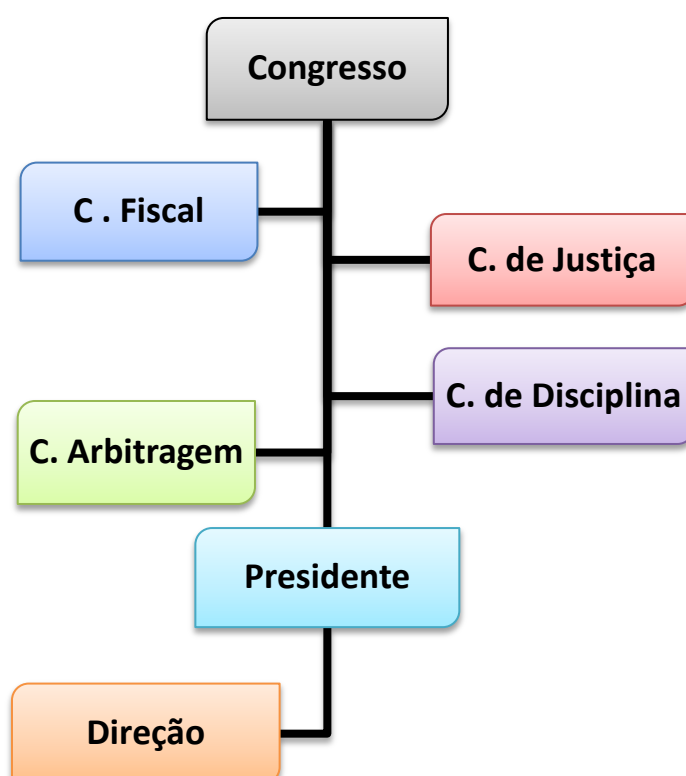 Congresso
C . Fiscal
C. de Justiça
C. de Disciplina
C. Arbitragem
Presidente
Direção